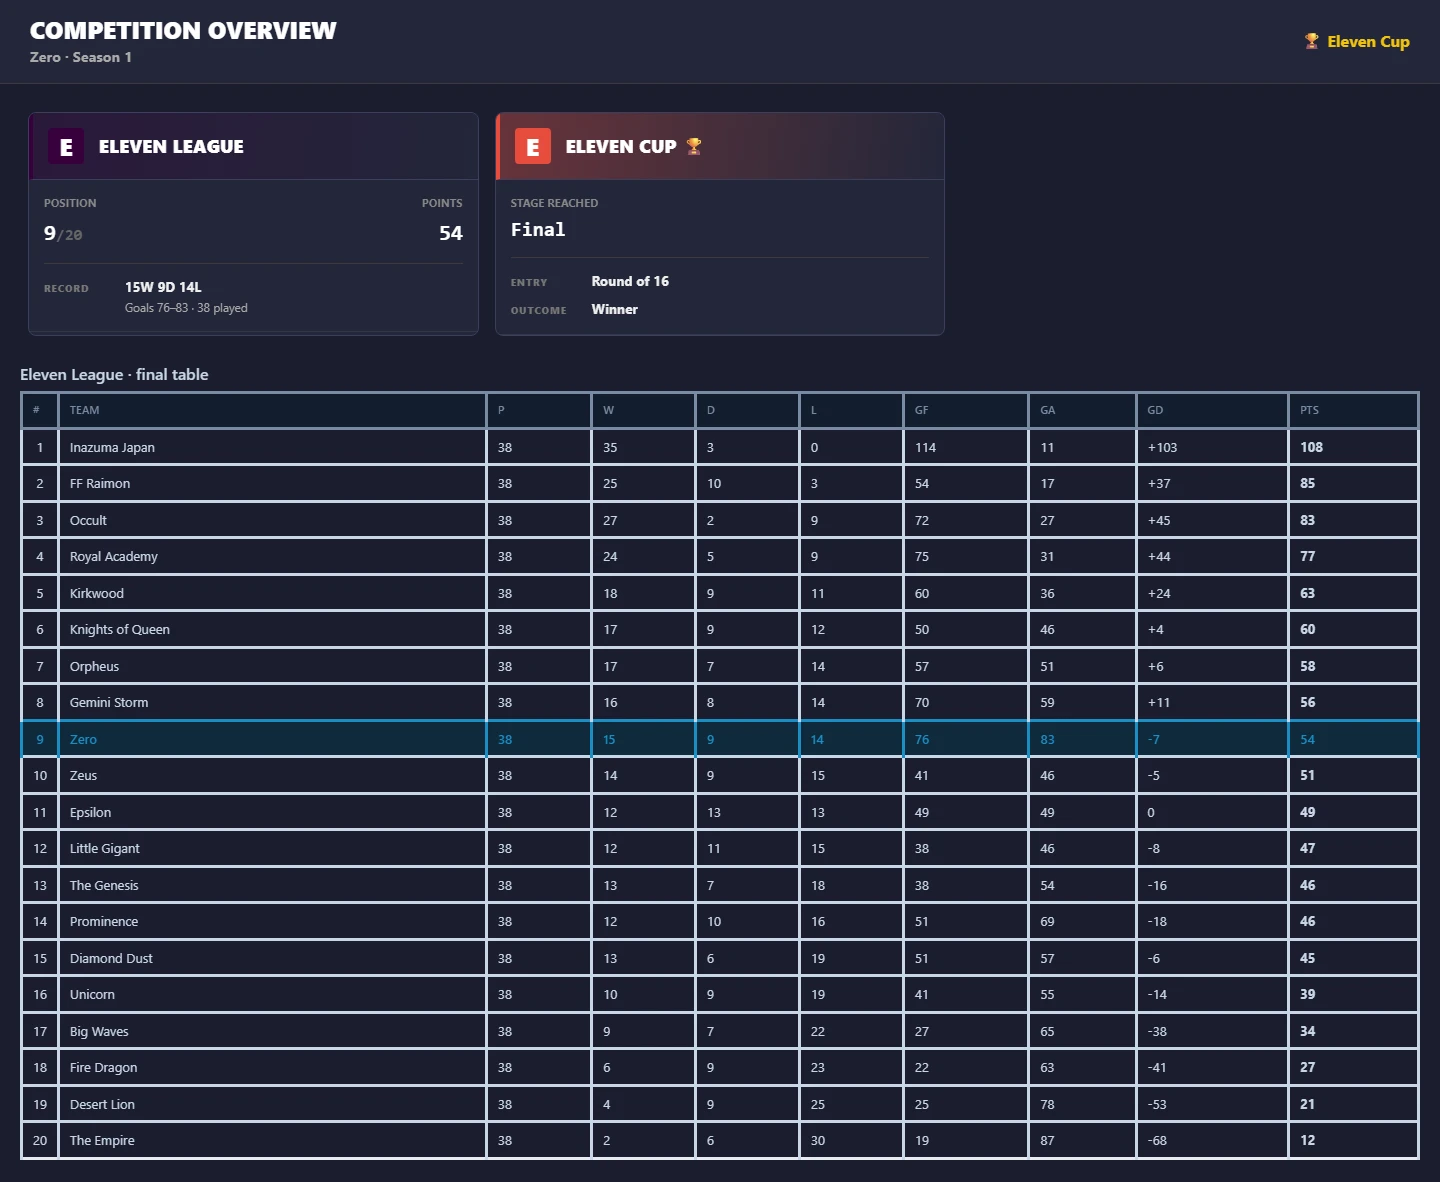 COMPETITION OVERVIEW
Zero · Season 1
🏆 Eleven Cup
E ELEVEN LEAGUE
POSITION POINTS
9/20 54
RECORD 15W 9D 14L
Goals 76–83 · 38 played
E ELEVEN CUP 🏆
STAGE REACHED
Final
ENTRY Round of 16
OUTCOME Winner
Eleven League · final table
# TEAM P W D L GF GA GD PTS
1 Inazuma Japan 38 35 3 0 114 11 +103 108
2 FF Raimon 38 25 10 3 54 17 +37 85
3 Occult 38 27 2 9 72 27 +45 83
4 Royal Academy 38 24 5 9 75 31 +44 77
5 Kirkwood 38 18 9 11 60 36 +24 63
6 Knights of Queen 38 17 9 12 50 46 +4 60
7 Orpheus 38 17 7 14 57 51 +6 58
8 Gemini Storm 38 16 8 14 70 59 +11 56
9 Zero 38 15 9 14 76 83 -7 54
10 Zeus 38 14 9 15 41 46 -5 51
11 Epsilon 38 12 13 13 49 49 0 49
12 Little Gigant 38 12 11 15 38 46 -8 47
13 The Genesis 38 13 7 18 38 54 -16 46
14 Prominence 38 12 10 16 51 69 -18 46
15 Diamond Dust 38 13 6 19 51 57 -6 45
16 Unicorn 38 10 9 19 41 55 -14 39
17 Big Waves 38 9 7 22 27 65 -38 34
18 Fire Dragon 38 6 9 23 22 63 -41 27
19 Desert Lion 38 4 9 25 25 78 -53 21
20 The Empire 38 2 6 30 19 87 -68 12